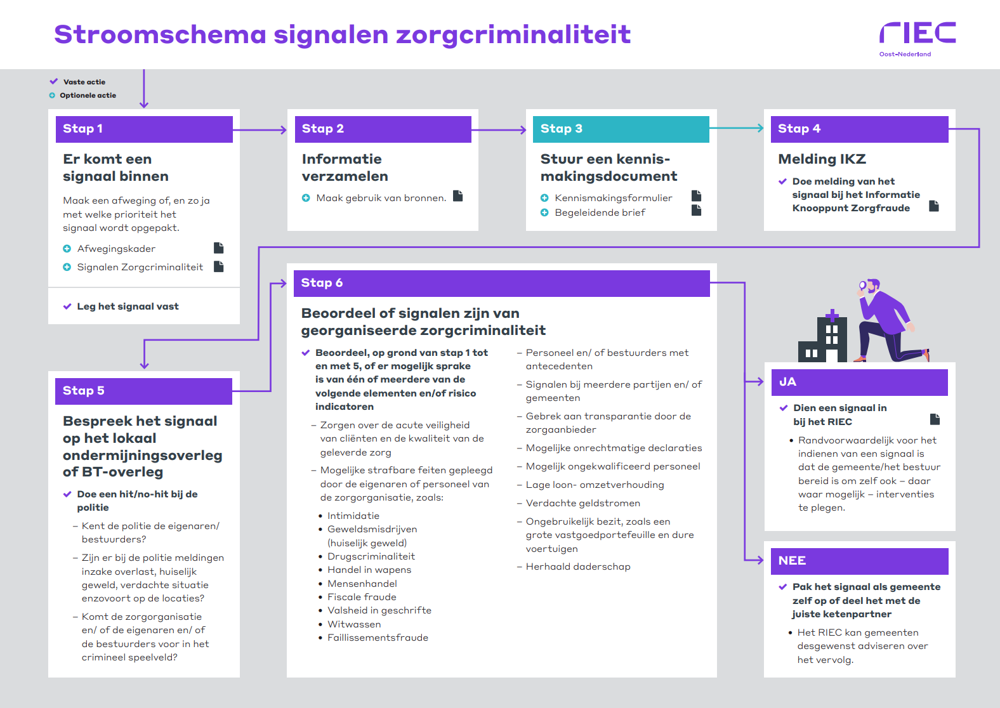 Stroomschema signalen zorgcriminaliteit
RIEC
Oost-Nederland
Vaste actie
Optionele actie
Stap 1
Er komt een
signaal binnen
Maak een afweging of, en zo ja
met welke prioriteit het
signaal wordt opgepakt.
Afwegingskader
Signalen Zorgcriminaliteit
Leg het signaal vast
Stap 2
Informatie
verzamelen
Maak gebruik van bronnen.
Stap 3
Stuur een kennis-
makingsdocument
Kennismakingsformulier
Begeleidende brief
Stap 4
Melding IKZ
Doe melding van het
signaal bij het Informatie
Knooppunt Zorgfraude
Stap 5
Bespreek het signaal
op het lokaal
ondermijningsoverleg
of BT-overleg
Doe een hit/no-hit bij de
politie
– Kent de politie de eigenaren/
bestuurders?
– Zijn er bij de politie meldingen
inzake overlast, huiselijk
geweld, verdachte situatie
enzovoort op de locaties?
– Komt de zorgorganisatie
en/ of de eigenaren en/ of
de bestuurders voor in het
crimineel speelveld?
Stap 6
Beoordeel of signalen zijn van
georganiseerde zorgcriminaliteit
Beoordeel, op grond van stap 1 tot
en met 5, of er mogelijk sprake
is van één of meerdere van de
volgende elementen en/of risico
indicatoren
– Zorgen over de acute veiligheid
van cliënten en de kwaliteit van de
geleverde zorg
– Mogelijke strafbare feiten gepleegd
door de eigenaren of personeel van
de zorgorganisatie, zoals:
• Intimidatie
• Geweldsmisdrijven
(huiselijk geweld)
• Drugscriminaliteit
• Handel in wapens
• Mensenhandel
• Fiscale fraude
• Valsheid in geschrifte
• Witwassen
• Faillissementsfraude
– Personeel en/ of bestuurders met
antecedenten
– Signalen bij meerdere partijen en/ of
gemeenten
– Gebrek aan transparantie door de
zorgaanbieder
– Mogelijke onrechtmatige declaraties
– Mogelijk ongekwalificeerd personeel
– Lage loon- omzetverhouding
– Verdachte geldstromen
– Ongebruikelijk bezit, zoals een
grote vastgoedportefeuille en dure
voertuigen
– Herhaald daderschap
JA
Dien een signaal in
bij het RIEC
• Randvoorwaardelijk voor het
indienen van een signaal is
dat de gemeente/het bestuur
bereid is om zelf ook – daar
waar mogelijk – interventies
te plegen.
NEE
Pak het signaal als gemeente
zelf op of deel het met de
juiste ketenpartner
• Het RIEC kan gemeenten
desgewenst adviseren over
het vervolg.